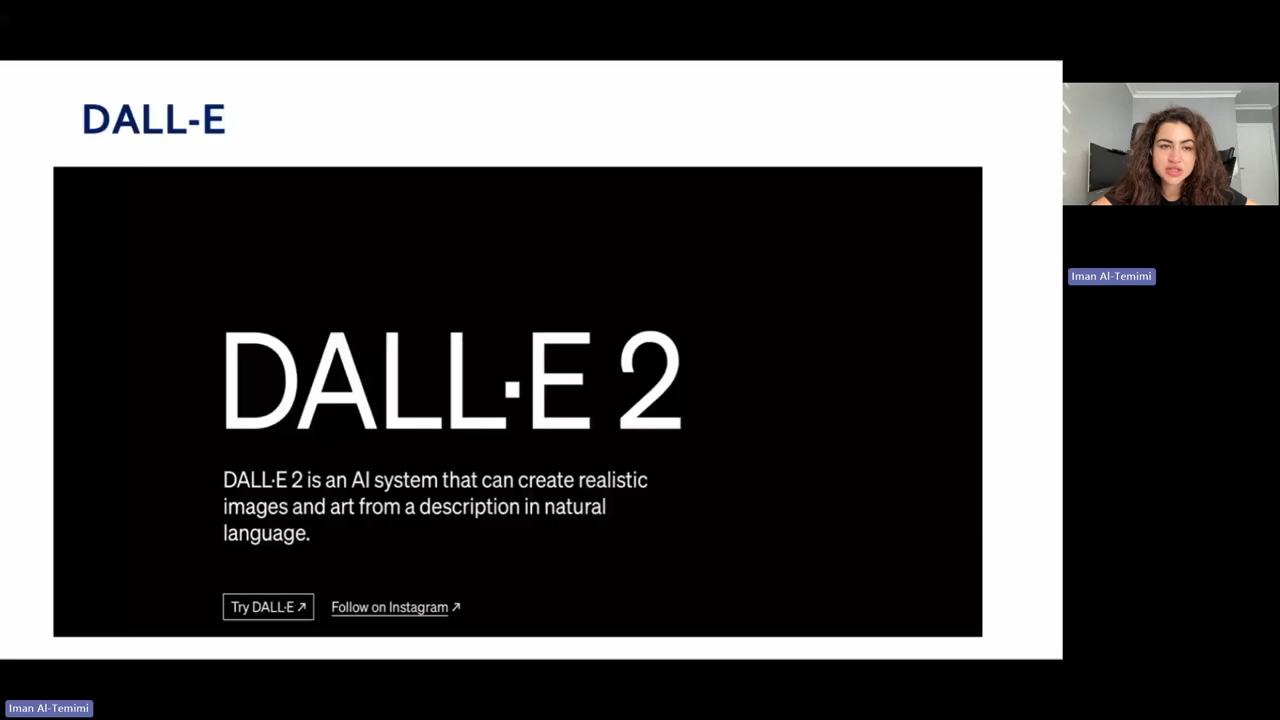 DALL-E
DALL·E 2
DALL·E 2 is an AI system that can create realistic
images and art from a description in natural
language.
Try DALL·E ↗
Follow on Instagram ↗
Iman Al-Temimi
Iman Al-Temimi